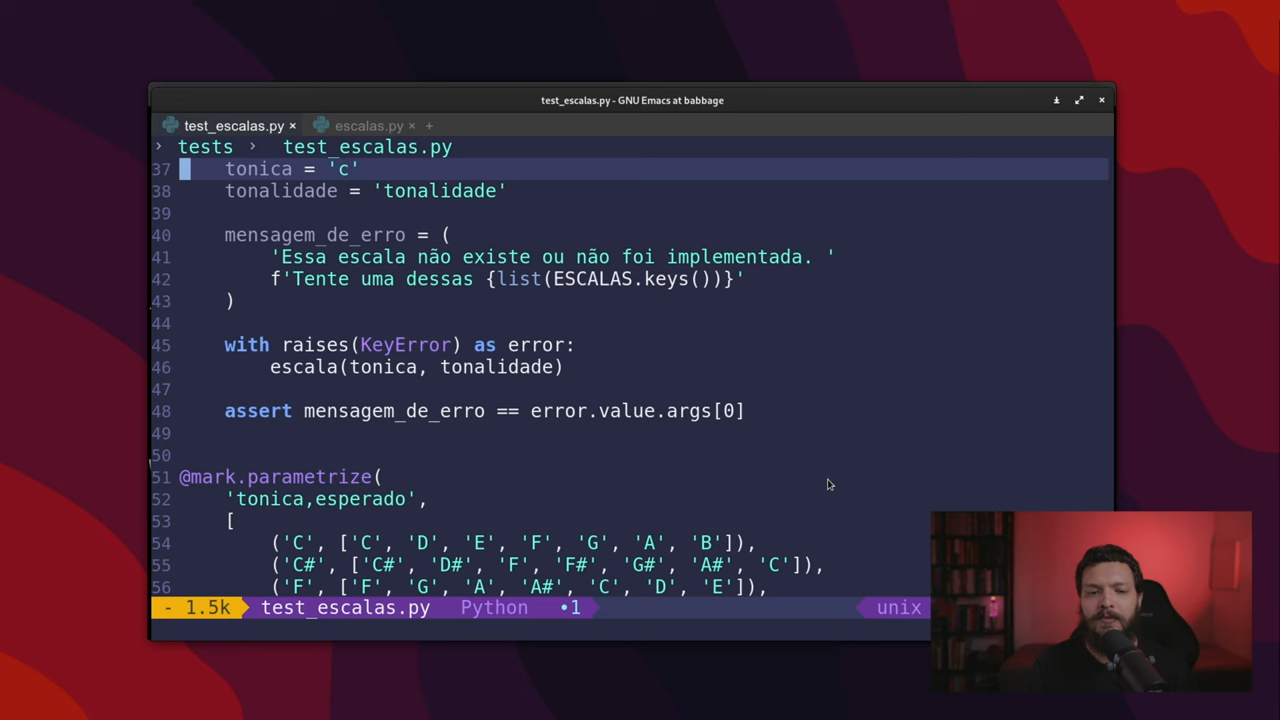 test_escalas.py - GNU Emacs at babbage
test_escalas.py × escalas.py × +
› tests › test_escalas.py
37 tonica = 'c'
38 tonalidade = 'tonalidade'
39
40 mensagem_de_erro = (
41 'Essa escala não existe ou não foi implementada. '
42 f'Tente uma dessas {list(ESCALAS.keys())}'
43 )
44
45 with raises(KeyError) as error:
46 escala(tonica, tonalidade)
47
48 assert mensagem_de_erro == error.value.args[0]
49
50
51 @mark.parametrize(
52 'tonica,esperado',
53 [
54 ('C', ['C', 'D', 'E', 'F', 'G', 'A', 'B']),
55 ('C#', ['C#', 'D#', 'F', 'F#', 'G#', 'A#', 'C']),
56 ('F', ['F', 'G', 'A', 'A#', 'C', 'D', 'E']),
- 1.5k test_escalas.py Python •1 unix